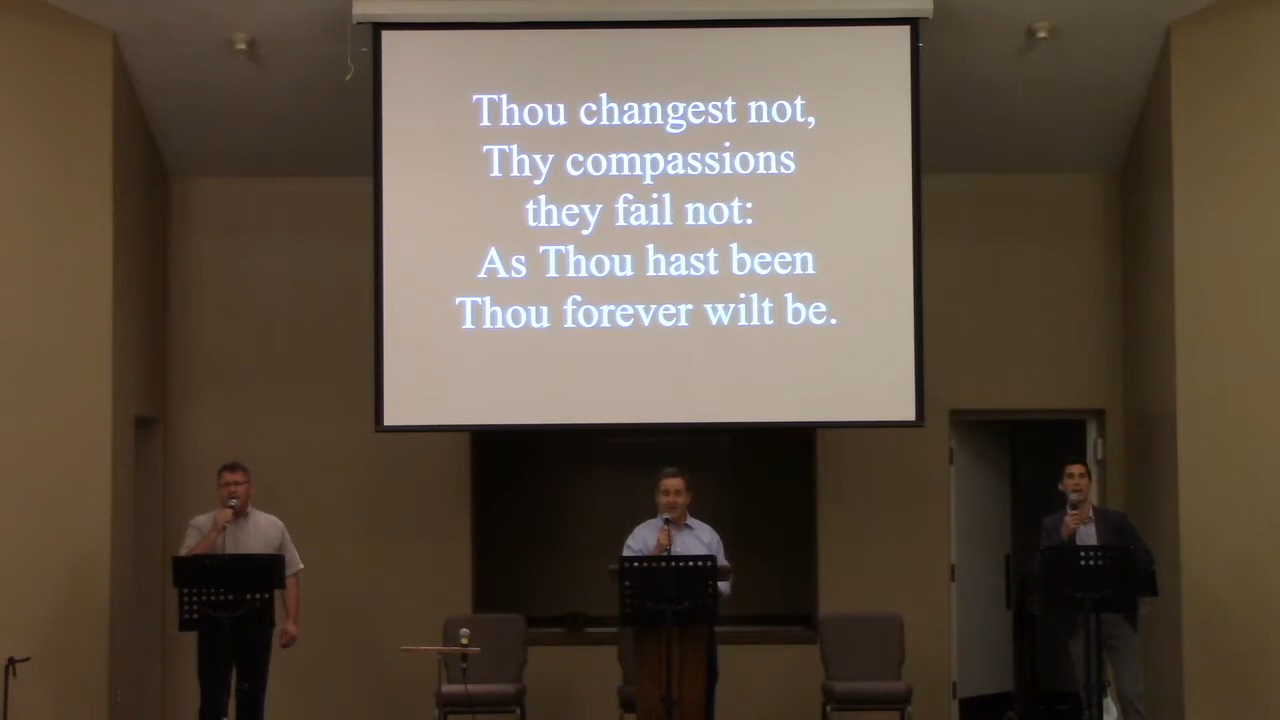 Thou changest not,
Thy compassions
they fail not:
As Thou hast been
Thou forever wilt be.